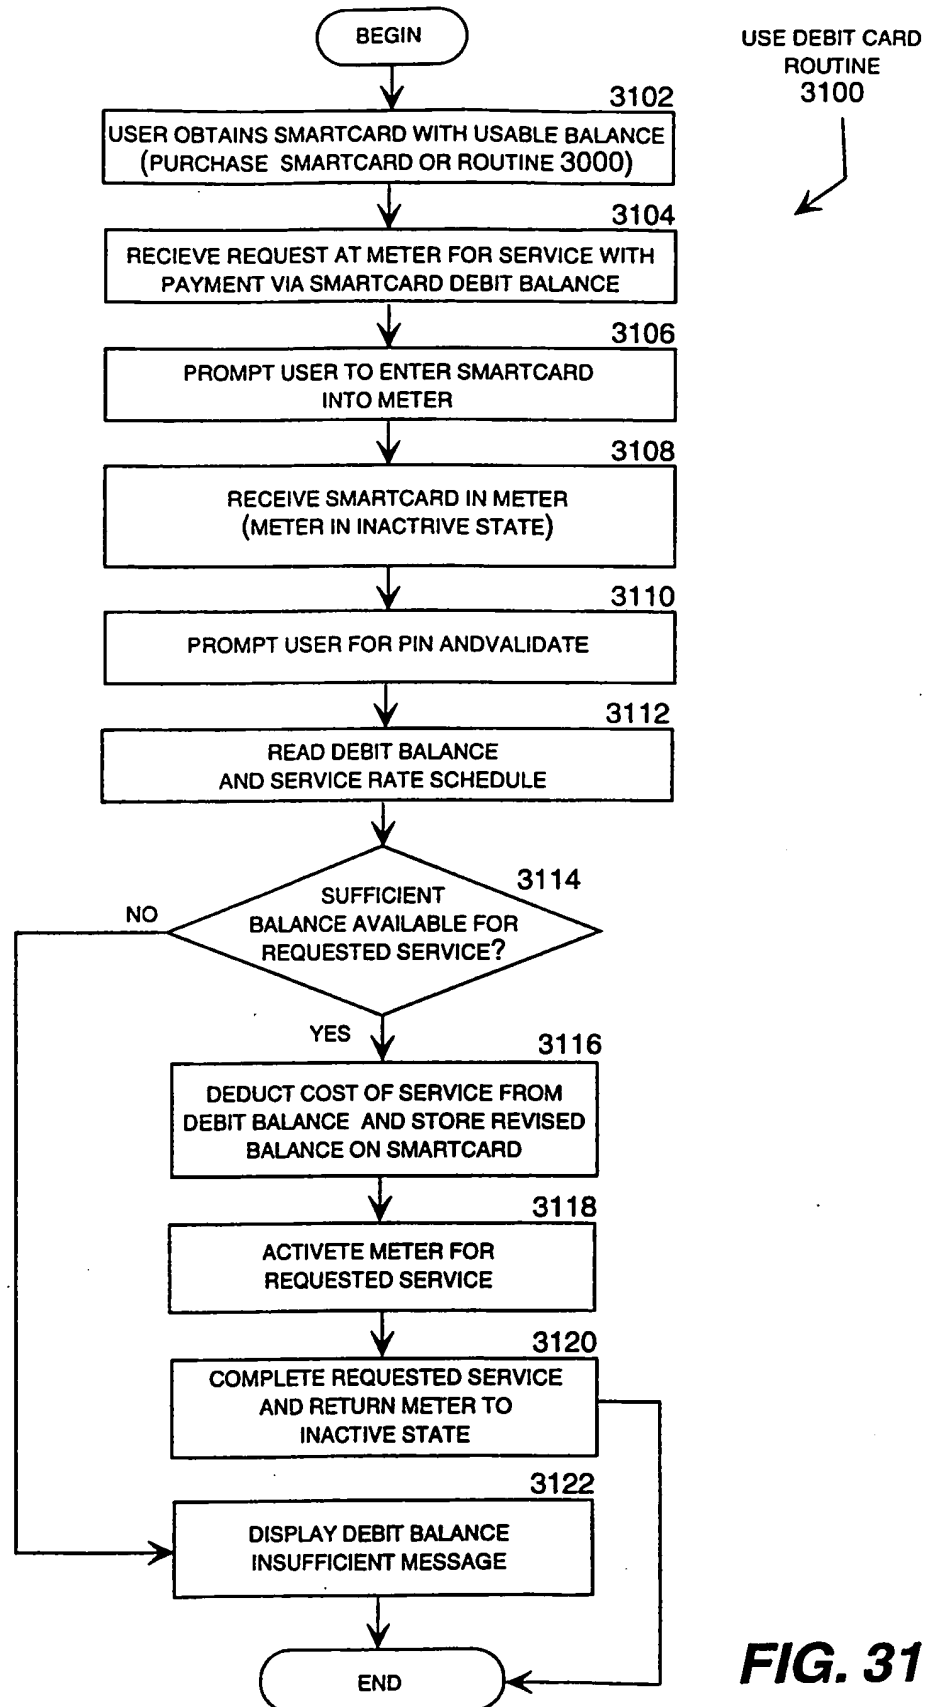 BEGIN
USE DEBIT CARD
ROUTINE
3100
3102
USER OBTAINS SMARTCARD WITH USABLE BALANCE
(PURCHASE SMARTCARD OR ROUTINE 3000)
3104
RECIEVE REQUEST AT METER FOR SERVICE WITH
PAYMENT VIA SMARTCARD DEBIT BALANCE
3106
PROMPT USER TO ENTER SMARTCARD
INTO METER
3108
RECEIVE SMARTCARD IN METER
(METER IN INACTRIVE STATE)
3110
PROMPT USER FOR PIN ANDVALIDATE
3112
READ DEBIT BALANCE
AND SERVICE RATE SCHEDULE
3114
SUFFICIENT
BALANCE AVAILABLE FOR
REQUESTED SERVICE?
NO
YES
3116
DEDUCT COST OF SERVICE FROM
DEBIT BALANCE AND STORE REVISED
BALANCE ON SMARTCARD
3118
ACTIVETE METER FOR
REQUESTED SERVICE
3120
COMPLETE REQUESTED SERVICE
AND RETURN METER TO
INACTIVE STATE
3122
DISPLAY DEBIT BALANCE
INSUFFICIENT MESSAGE
END
FIG. 31